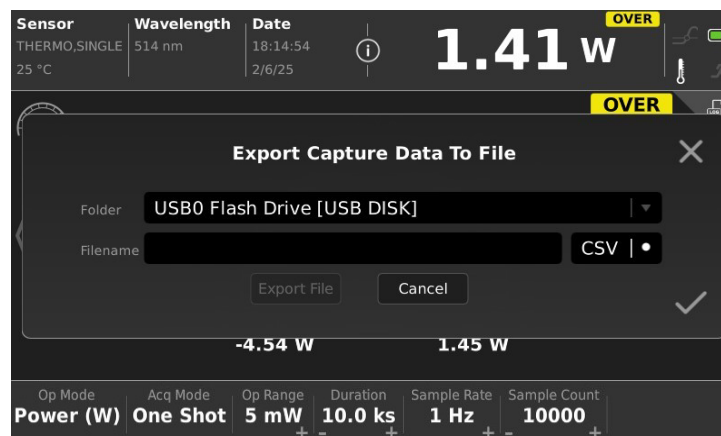 Sensor
THERMO,SINGLE
25 °C
Wavelength
514 nm
Date
18:14:54
2/6/25
i
1.41 W
OVER
OVER
Export Capture Data To File
Folder
USB0 Flash Drive [USB DISK]
Filename
CSV
Export File
Cancel
-4.54 W
1.45 W
Op Mode
Power (W)
Acq Mode
One Shot
Op Range
5 mW
+
Duration
10.0 ks
- +
Sample Rate
1 Hz
+
Sample Count
10000
- +